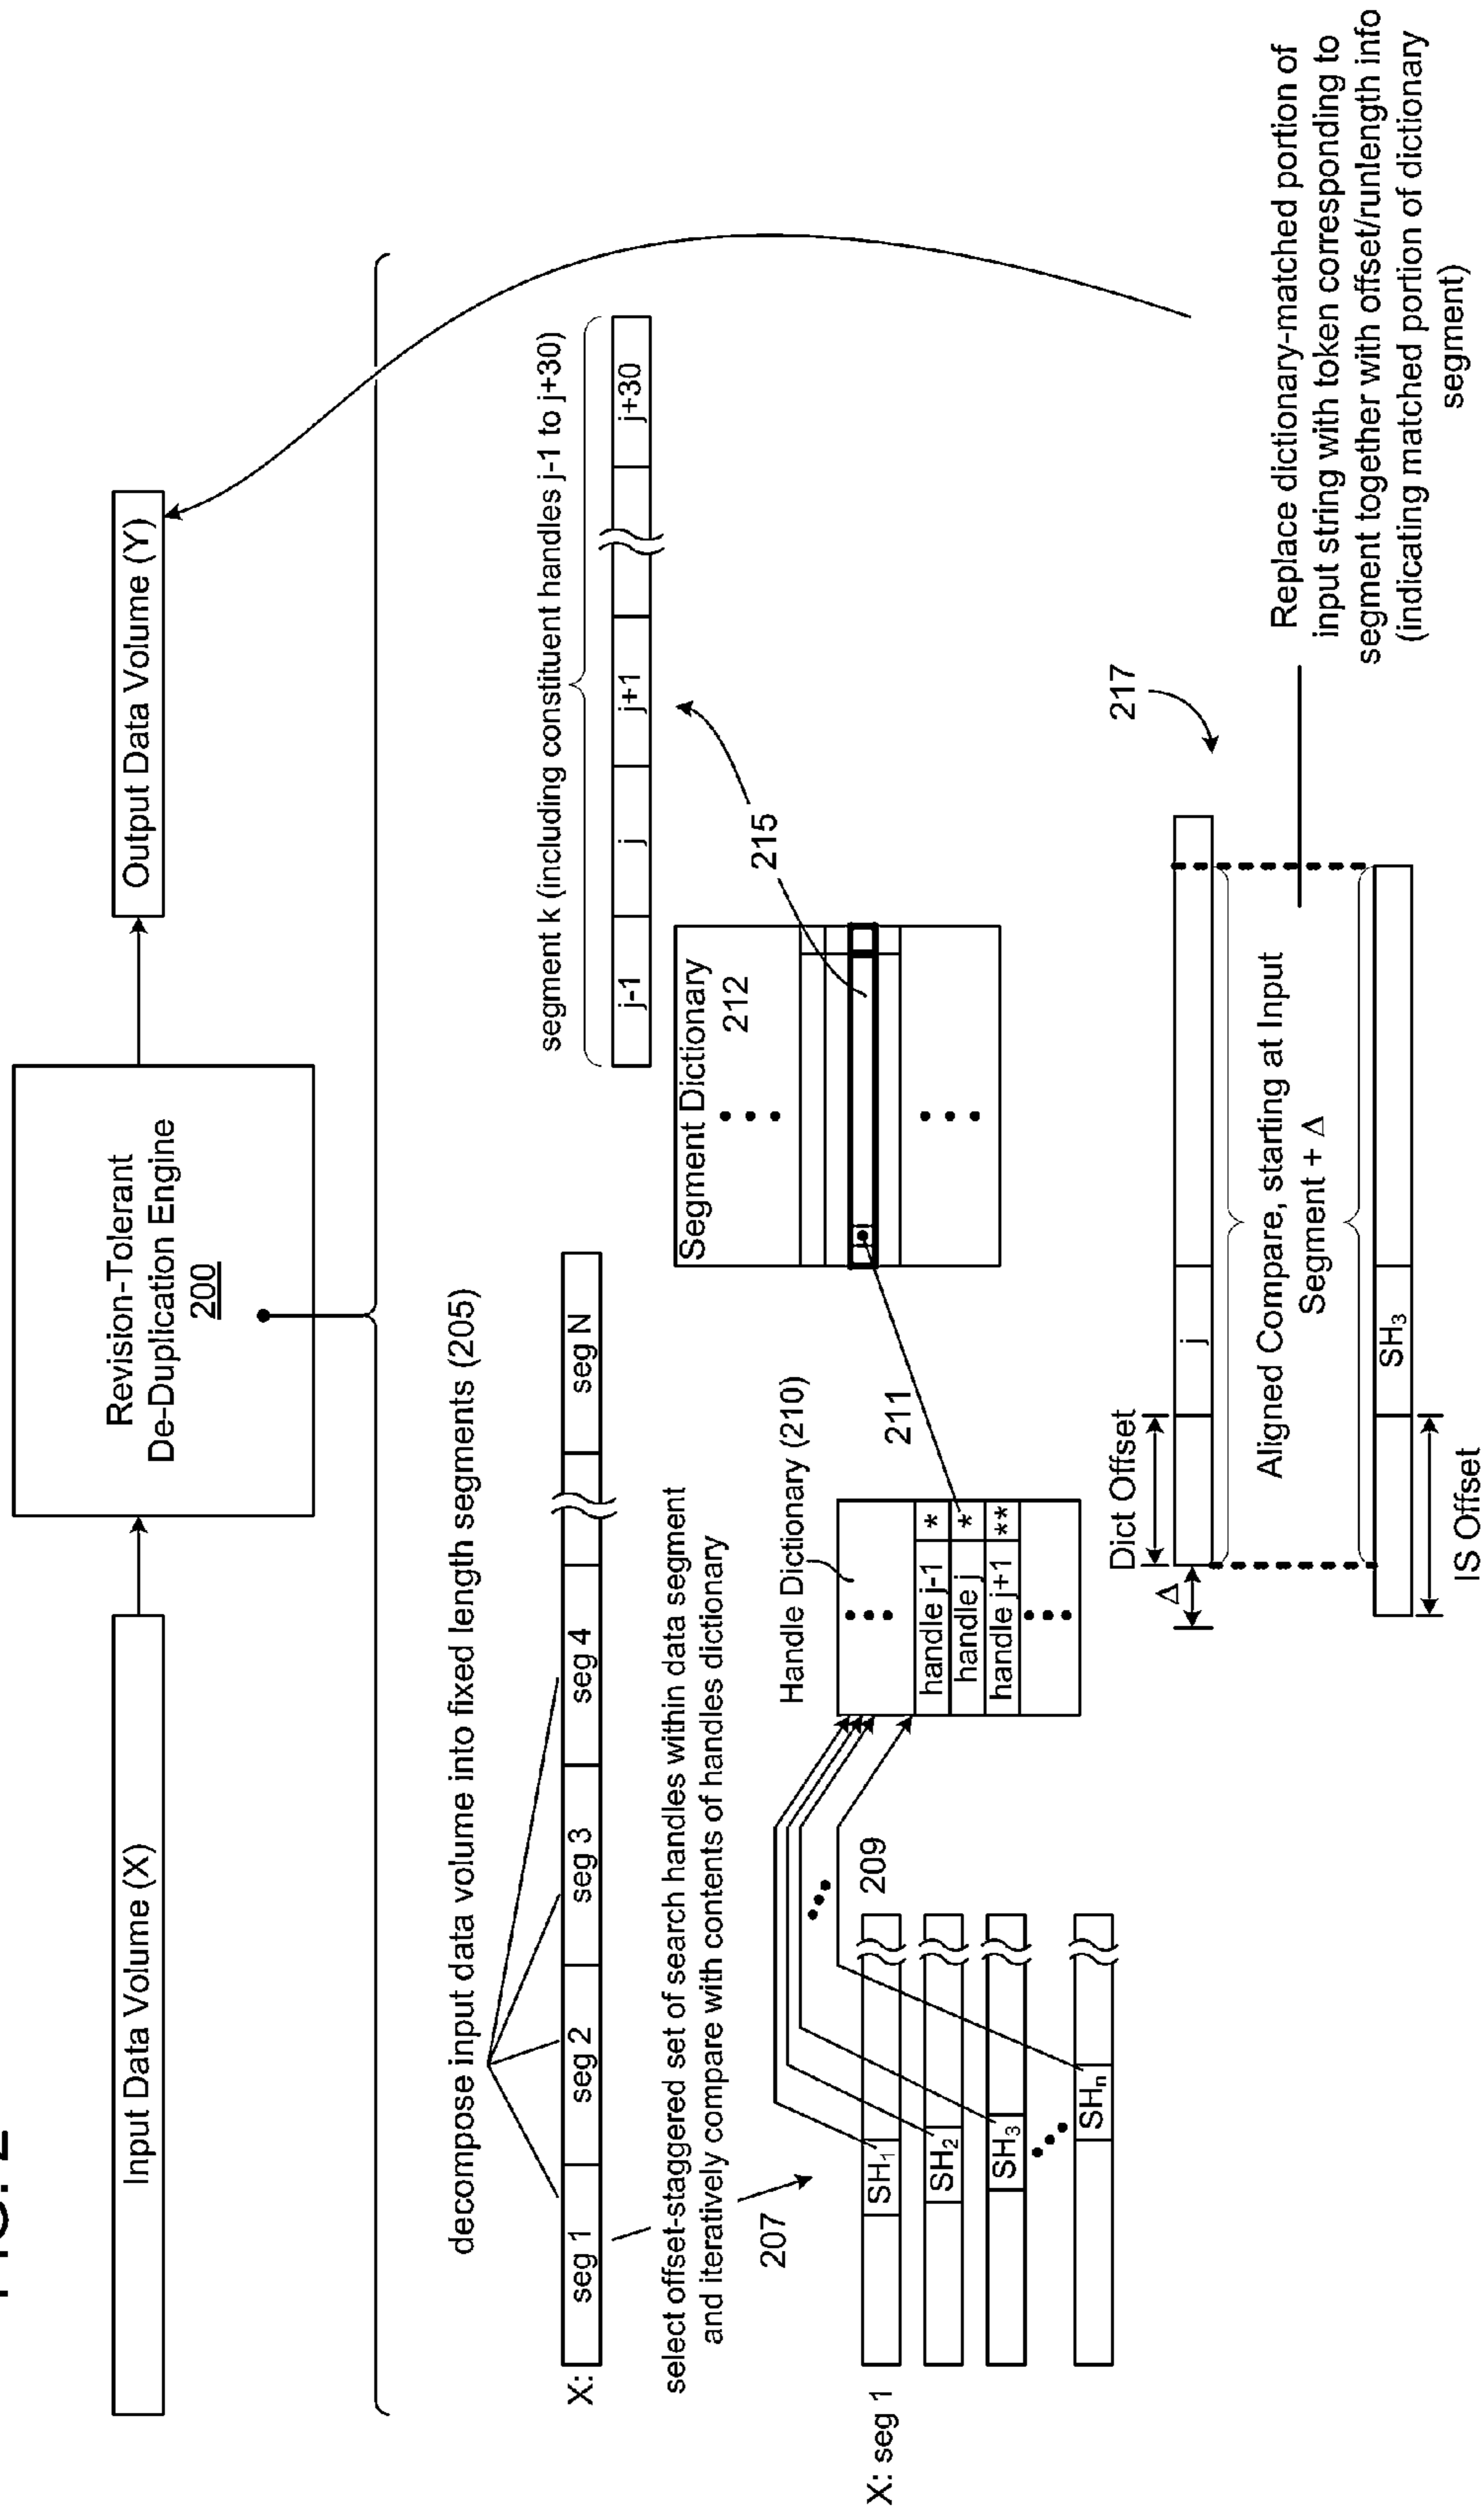 FIG. 2
Input Data Volume (X)
Revision-Tolerant
De-Duplication Engine
200
Output Data Volume (Y)
decompose input data volume into fixed length segments (205)
X:
seg 1
seg 2
seg 3
seg 4
seg N
segment k (including constituent handles j-1 to j+30)
j-1
j
j+1
j+30
select offset-staggered set of search handles within data segment
and iteratively compare with contents of handles dictionary
207
X: seg 1
SH1
SH2
SH3
SHn
209
Handle Dictionary (210)
handle j-1 *
handle j *
handle j+1 **
211
Segment Dictionary
212
215
217
Δ
Dict Offset
j
Aligned Compare, starting at Input
Segment + Δ
SH3
IS Offset
Replace dictionary-matched portion of
input string with token corresponding to
segment together with offset/runlength info
(indicating matched portion of dictionary
segment)